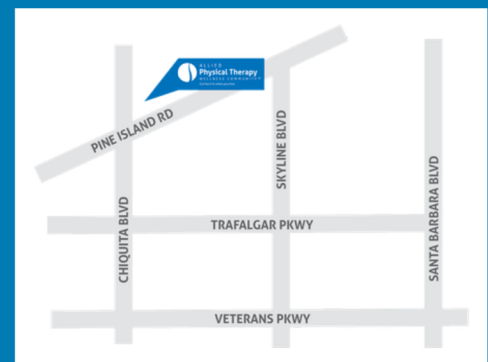 ALLIED
Physical Therapy
WELLNESS COMMUNITY
PINE ISLAND RD
SKYLINE BLVD
CHIQUITA BLVD
TRAFALGAR PKWY
SANTA BARBARA BLVD
VETERANS PKWY